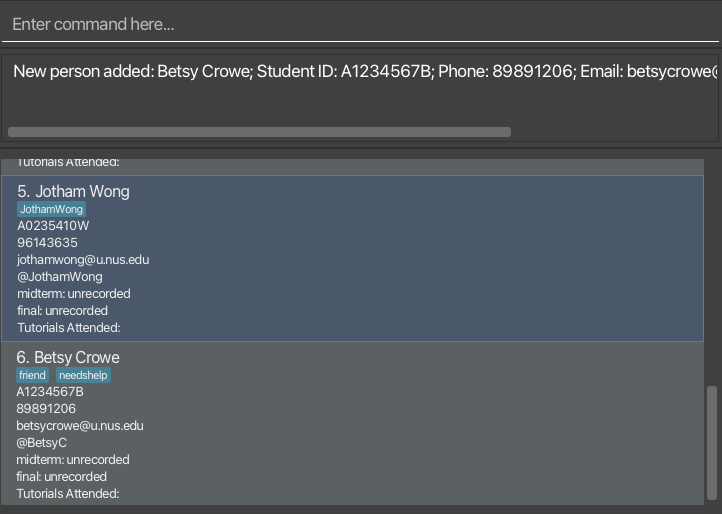 Enter command here...
New person added: Betsy Crowe; Student ID: A1234567B; Phone: 89891206; Email: betsycrowe@
Tutorials Attended:
5. Jotham Wong
JothamWong
A0235410W
96143635
jothamwong@u.nus.edu
@JothamWong
midterm: unrecorded
final: unrecorded
Tutorials Attended:
6. Betsy Crowe
friend needshelp
A1234567B
89891206
betsycrowe@u.nus.edu
@BetsyC
midterm: unrecorded
final: unrecorded
Tutorials Attended: